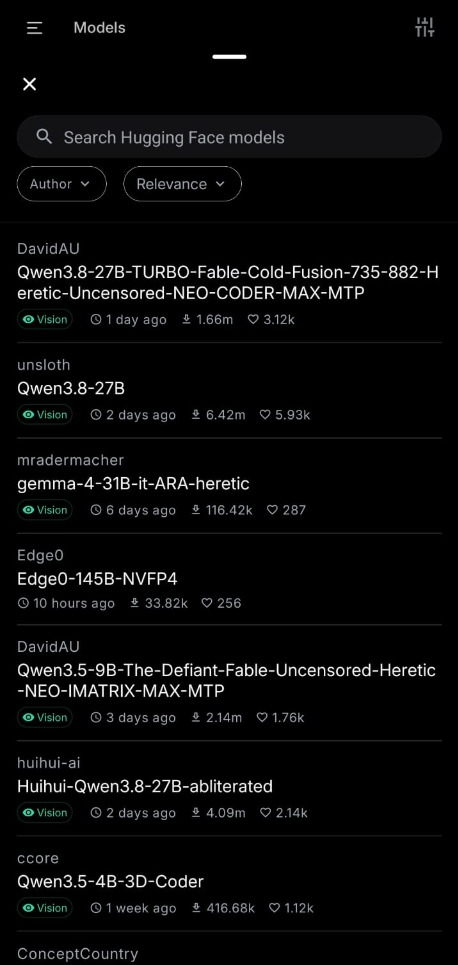 Models
Search Hugging Face models
Author
Relevance
DavidAU
Qwen3.8-27B-TURBO-Fable-Cold-Fusion-735-882-H
eretic-Uncensored-NEO-CODER-MAX-MTP
Vision 1 day ago 1.66m 3.12k
unsloth
Qwen3.8-27B
Vision 2 days ago 6.42m 5.93k
mradermacher
gemma-4-31B-it-ARA-heretic
Vision 6 days ago 116.42k 287
Edge0
Edge0-145B-NVFP4
10 hours ago 33.82k 256
DavidAU
Qwen3.5-9B-The-Defiant-Fable-Uncensored-Heretic
-NEO-IMATRIX-MAX-MTP
Vision 3 days ago 2.14m 1.76k
huihui-ai
Huihui-Qwen3.8-27B-abliterated
Vision 2 days ago 4.09m 2.14k
ccore
Qwen3.5-4B-3D-Coder
Vision 1 week ago 416.68k 1.12k
ConceptCountry